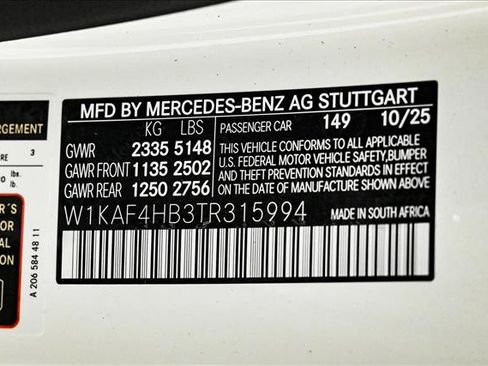 MFD BY MERCEDES-BENZ AG STUTTGART
KG LBS
GVWR 2335 5148
GAWR FRONT 1135 2502
GAWR REAR 1250 2756
PASSENGER CAR 149 10/25
THIS VEHICLE CONFORMS TO ALL APPLICABLE
U.S. FEDERAL MOTOR VEHICLE SAFETY,BUMPER
AND THEFT PREVENTION STANDARDS IN EFFECT
ON THE DATE OF MANUFACTURE SHOWN ABOVE
W1KAF4HB3TR315994 MADE IN SOUTH AFRICA
RGEMENT
3
lbs.
lb.
A 206 584 48 11